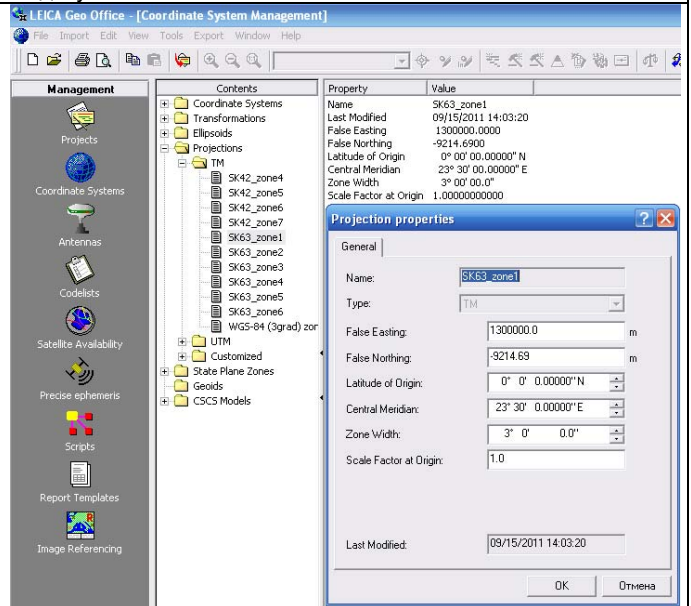 LEICA Geo Office - [Coordinate System Management]
File Import Edit View Tools Export Window Help
Management
Projects
Coordinate Systems
Antennas
Codelists
Satellite Availability
Precise ephemeris
Scripts
Report Templates
Image Referencing
Contents
Coordinate Systems
Transformations
Ellipsoids
Projections
TM
SK42_zone4
SK42_zone5
SK42_zone6
SK42_zone7
SK63_zone1
SK63_zone2
SK63_zone3
SK63_zone4
SK63_zone5
SK63_zone6
WGS-84 (3grad) zor
UTM
Customized
State Plane Zones
Geoids
CSCS Models
Property Value
Name SK63_zone1
Last Modified 09/15/2011 14:03:20
False Easting 1300000.0000
False Northing -9214.6900
Latitude of Origin 0° 00' 00.00000" N
Central Meridian 23° 30' 00.00000" E
Zone Width 3° 00' 00.0"
Scale Factor at Origin 1.00000000000
Projection properties
General
Name: SK63_zone1
Type: TM
False Easting: 1300000.0 m
False Northing: -9214.69 m
Latitude of Origin: 0° 0' 0.00000" N
Central Meridian: 23° 30' 0.00000" E
Zone Width: 3° 0' 0.0"
Scale Factor at Origin: 1.0
Last Modified: 09/15/2011 14:03:20
OK Отмена